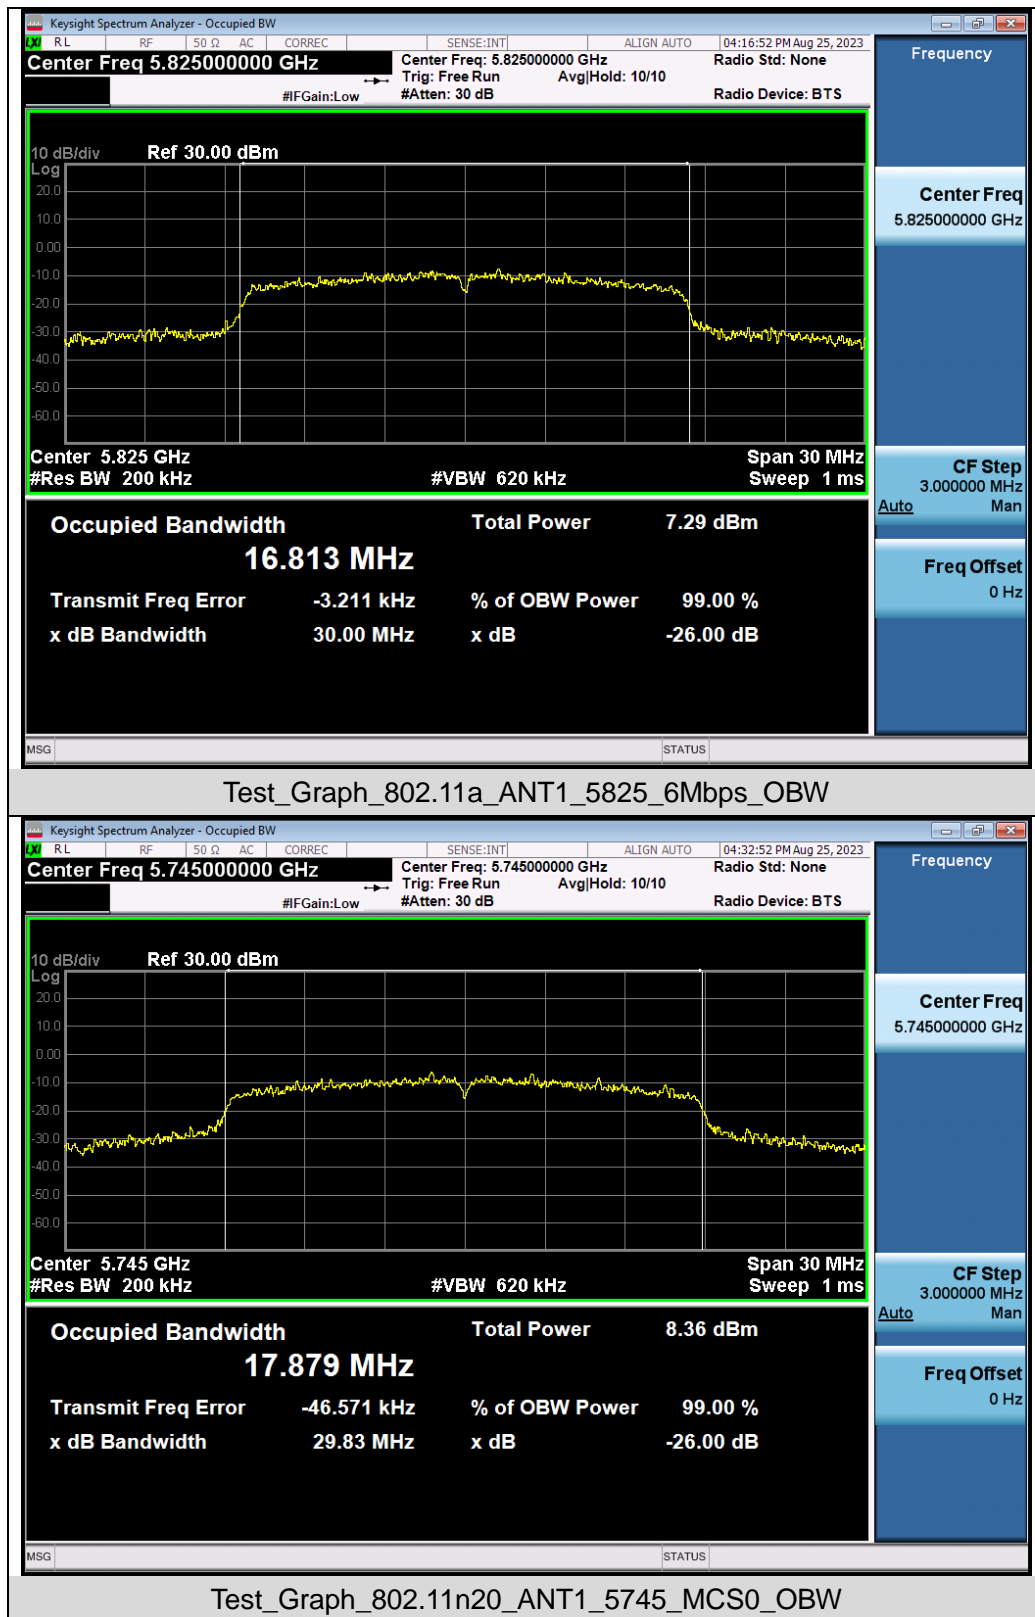 Keysight Spectrum Analyzer - Occupied BW
LXI RL RF 50 Ω AC CORREC SENSE:INT ALIGN AUTO 04:16:52 PM Aug 25, 2023
Center Freq 5.825000000 GHz
Center Freq: 5.825000000 GHz Radio Std: None
Trig: Free Run Avg|Hold: 10/10
#IFGain:Low #Atten: 30 dB Radio Device: BTS
Frequency
10 dB/div Ref 30.00 dBm
Log
20.0
10.0
0.00
-10.0
-20.0
-30.0
-40.0
-50.0
-60.0
Center 5.825 GHz Span 30 MHz
#Res BW 200 kHz #VBW 620 kHz Sweep 1 ms
Center Freq
5.825000000 GHz
CF Step
3.000000 MHz
Auto Man
Freq Offset
0 Hz
Occupied Bandwidth Total Power 7.29 dBm
16.813 MHz
Transmit Freq Error -3.211 kHz % of OBW Power 99.00 %
x dB Bandwidth 30.00 MHz x dB -26.00 dB
MSG STATUS
Test_Graph_802.11a_ANT1_5825_6Mbps_OBW
Keysight Spectrum Analyzer - Occupied BW
LXI RL RF 50 Ω AC CORREC SENSE:INT ALIGN AUTO 04:32:52 PM Aug 25, 2023
Center Freq 5.745000000 GHz
Center Freq: 5.745000000 GHz Radio Std: None
Trig: Free Run Avg|Hold: 10/10
#IFGain:Low #Atten: 30 dB Radio Device: BTS
Frequency
10 dB/div Ref 30.00 dBm
Log
20.0
10.0
0.00
-10.0
-20.0
-30.0
-40.0
-50.0
-60.0
Center 5.745 GHz Span 30 MHz
#Res BW 200 kHz #VBW 620 kHz Sweep 1 ms
Center Freq
5.745000000 GHz
CF Step
3.000000 MHz
Auto Man
Freq Offset
0 Hz
Occupied Bandwidth Total Power 8.36 dBm
17.879 MHz
Transmit Freq Error -46.571 kHz % of OBW Power 99.00 %
x dB Bandwidth 29.83 MHz x dB -26.00 dB
MSG STATUS
Test_Graph_802.11n20_ANT1_5745_MCS0_OBW